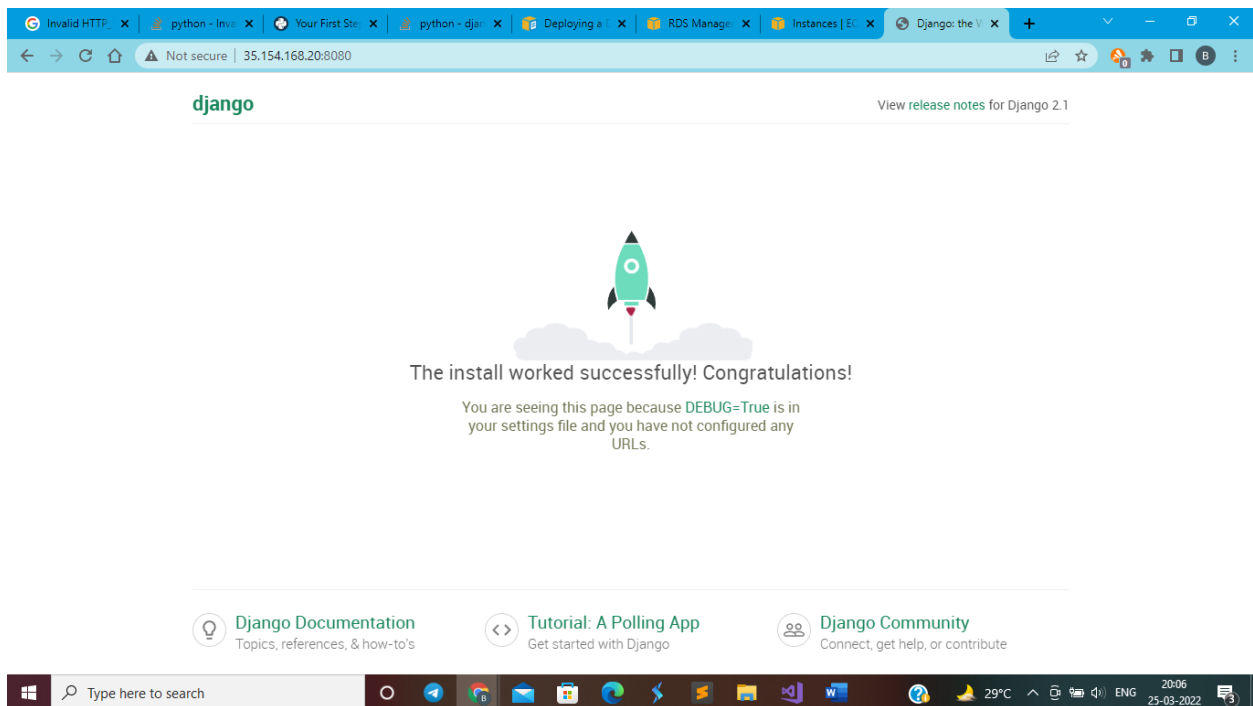 Invalid HTTP_
python - Inva
Your First Ste
python - djan
Deploying a D
RDS Manage
Instances | EC
Django: the W
Not secure | 35.154.168.20:8080
0
B
django
View release notes for Django 2.1
The install worked successfully! Congratulations!
You are seeing this page because DEBUG=True is in
your settings file and you have not configured any
URLs.
Django Documentation
Topics, references, & how-to's
Tutorial: A Polling App
Get started with Django
Django Community
Connect, get help, or contribute
Type here to search
29°C
ENG
20:06
25-03-2022
3